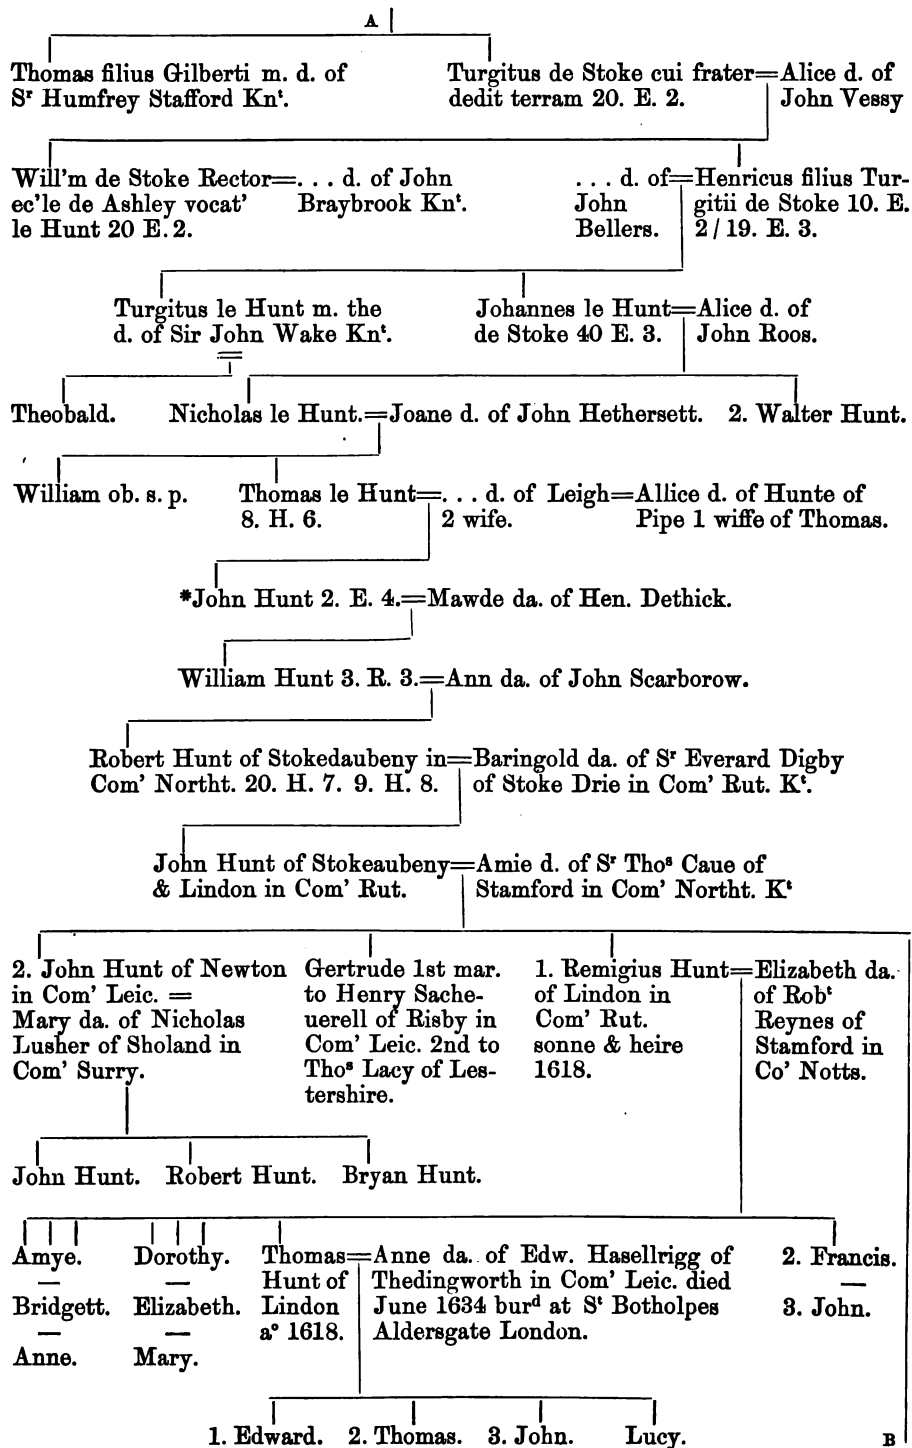 A
Thomas filius Gilberti m. d. of
Sʳ Humfrey Stafford Knᵗ.
Turgitus de Stoke cui frater=Alice d. of
dedit terram 20. E. 2. John Vessy
Will'm de Stoke Rector=. . . d. of John
ec'le de Ashley vocat' Braybrook Knᵗ.
le Hunt 20 E. 2.
. . . d. of=Henricus filius Tur-
John gitii de Stoke 10. E.
Bellers. 2 / 19. E. 3.
Turgitus le Hunt m. the
d. of Sir John Wake Knᵗ.
=
Johannes le Hunt=Alice d. of
de Stoke 40 E. 3. John Roos.
Theobald. Nicholas le Hunt.=Joane d. of John Hethersett. 2. Walter Hunt.
William ob. s. p. Thomas le Hunt=. . . d. of Leigh=Allice d. of Hunte of
8. H. 6. 2 wife. Pipe 1 wiffe of Thomas.
*John Hunt 2. E. 4.=Mawde da. of Hen. Dethick.
William Hunt 3. R. 3.=Ann da. of John Scarborow.
Robert Hunt of Stokedaubeny in=Baringold da. of Sʳ Everard Digby
Com' Northt. 20. H. 7. 9. H. 8. of Stoke Drie in Com' Rut. Kᵗ.
John Hunt of Stokeaubeny=Amie d. of Sʳ Thoˢ Caue of
& Lindon in Com' Rut. Stamford in Com' Northt. Kᵗ
2. John Hunt of Newton
in Com' Leic. =
Mary da. of Nicholas
Lusher of Sholand in
Com' Surry.
Gertrude 1st mar.
to Henry Sache-
uerell of Risby in
Com' Leic. 2nd to
Thoˢ Lacy of Les-
tershire.
1. Remigius Hunt=Elizabeth da.
of Lindon in of Robᵗ
Com' Rut. Reynes of
sonne & heire Stamford in
1618. Co' Notts.
John Hunt. Robert Hunt. Bryan Hunt.
Amye.
—
Bridgett.
—
Anne.
Dorothy.
—
Elizabeth.
—
Mary.
Thomas=Anne da. of Edw. Hasellrigg of
Hunt of Thedingworth in Com' Leic. died
Lindon June 1634 burᵈ at Sᵗ Botholpes
aº 1618. Aldersgate London.
2. Francis.
—
3. John.
1. Edward. 2. Thomas. 3. John. Lucy.
B